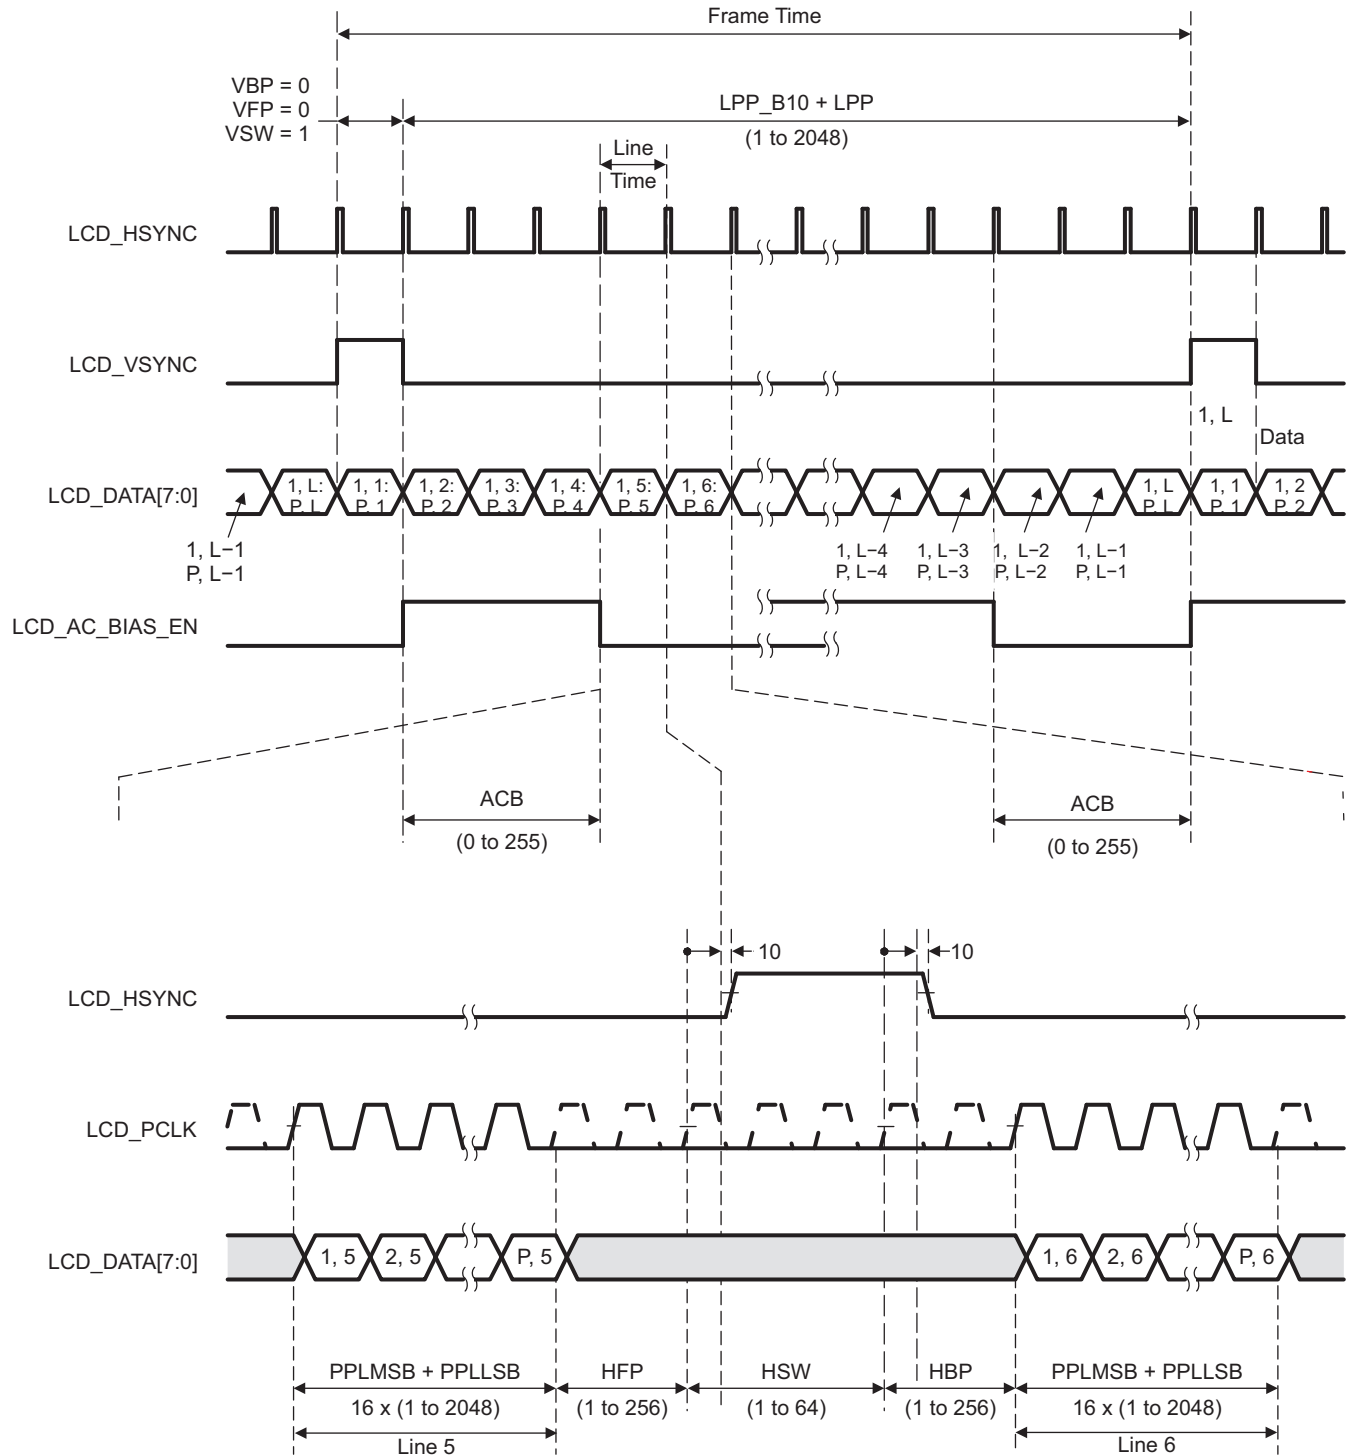 Frame Time
VBP = 0
VFP = 0
VSW = 1
LPP_B10 + LPP
(1 to 2048)
Line
Time
LCD_HSYNC
LCD_VSYNC
1, L
Data
LCD_DATA[7:0]
1, L: 1, 1: 1, 2: 1, 3: 1, 4: 1, 5: 1, 6: 1, L 1, 1 1, 2
P, L P, 1 P, 2 P, 3 P, 4 P, 5 P, 6 P, L P, 1 P, 2
1, L−1 1, L−4 1, L−3 1, L−2 1, L−1
P, L−1 P, L−4 P, L−3 P, L−2 P, L−1
LCD_AC_BIAS_EN
ACB ACB
(0 to 255) (0 to 255)
10 10
LCD_HSYNC
LCD_PCLK
LCD_DATA[7:0] 1, 5 2, 5 P, 5 1, 6 2, 6 P, 6
PPLMSB + PPLLSB HFP HSW HBP PPLMSB + PPLLSB
16 x (1 to 2048) (1 to 256) (1 to 64) (1 to 256) 16 x (1 to 2048)
Line 5 Line 6